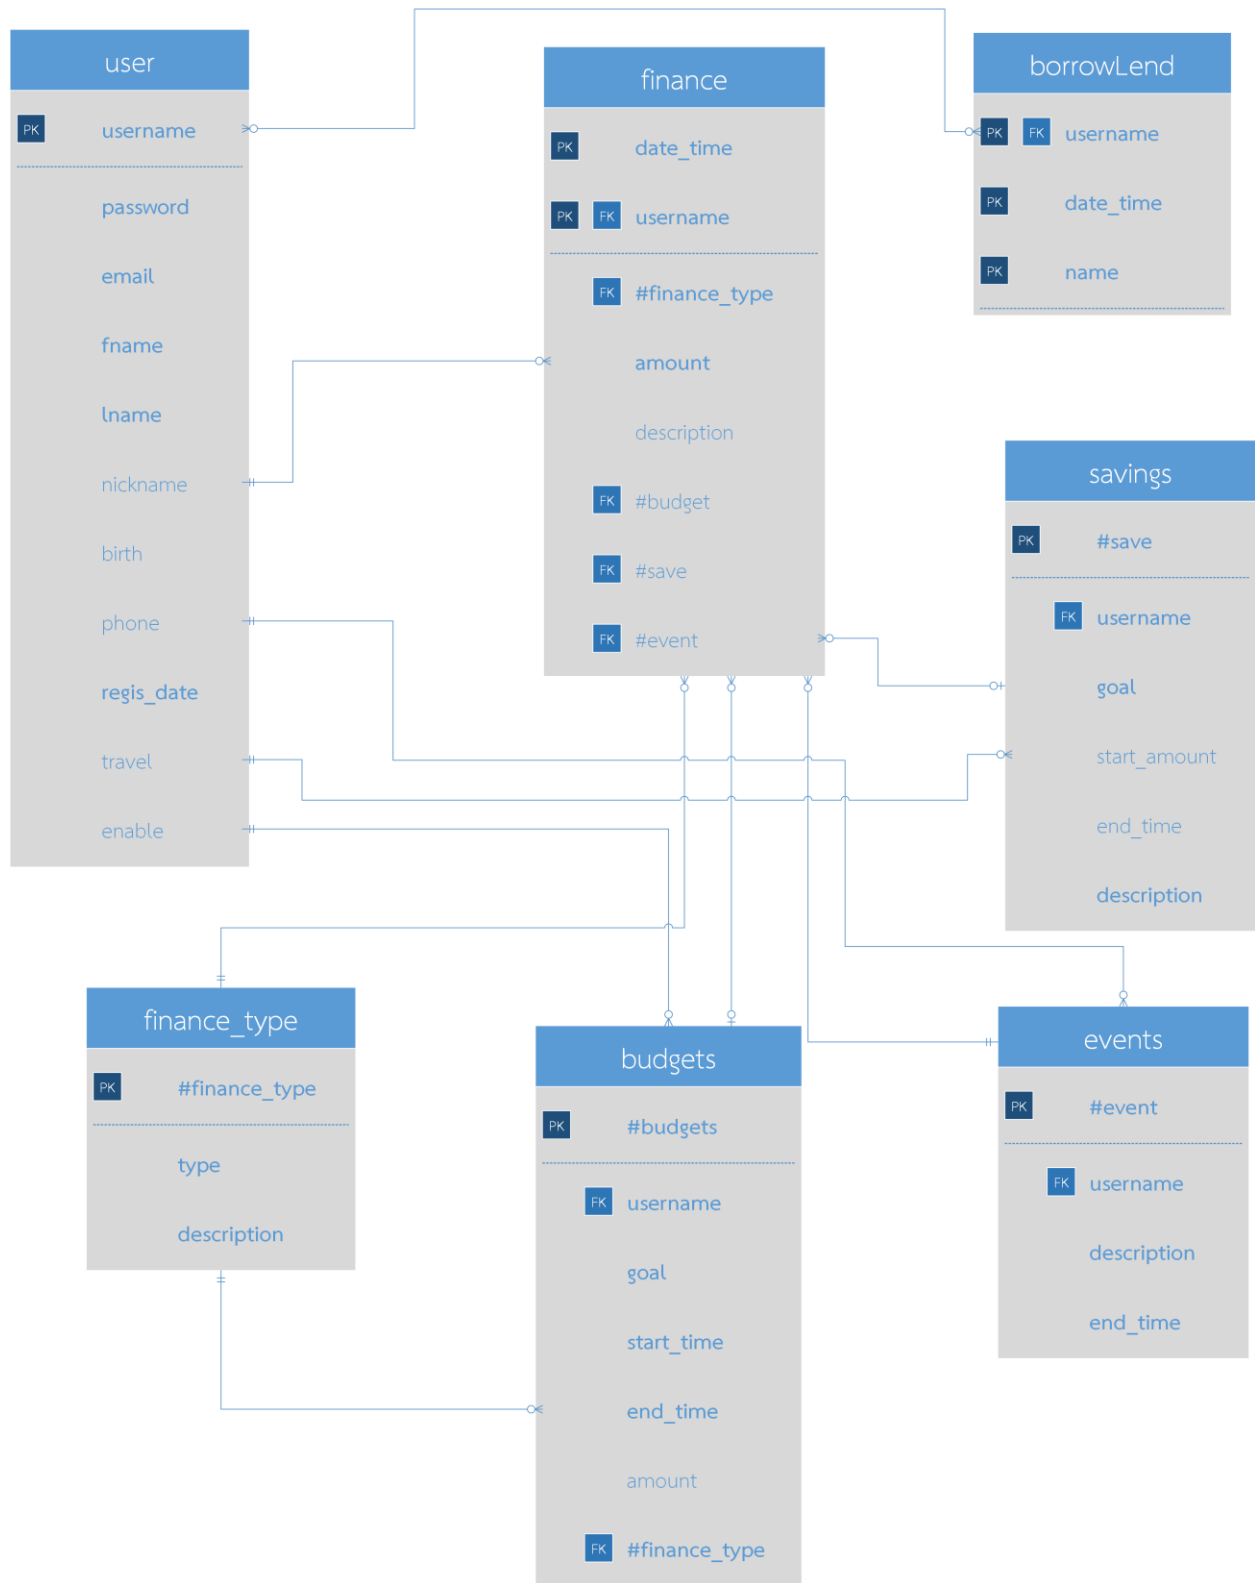 user
PK username
password
email
fname
lname
nickname
birth
phone
regis_date
travel
enable
finance
PK date_time
PK FK username
FK #finance_type
amount
description
FK #budget
FK #save
FK #event
borrowLend
PK FK username
PK date_time
PK name
savings
PK #save
FK username
goal
start_amount
end_time
description
finance_type
PK #finance_type
type
description
budgets
PK #budgets
FK username
goal
start_time
end_time
amount
FK #finance_type
events
PK #event
FK username
description
end_time